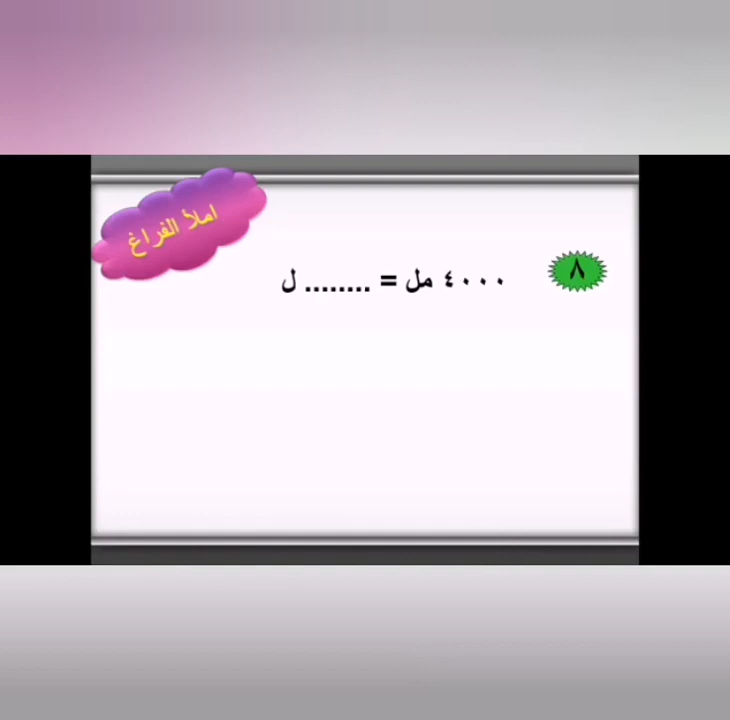 املأ الفراغ
٨
٤٠٠٠ مل = ........ ل